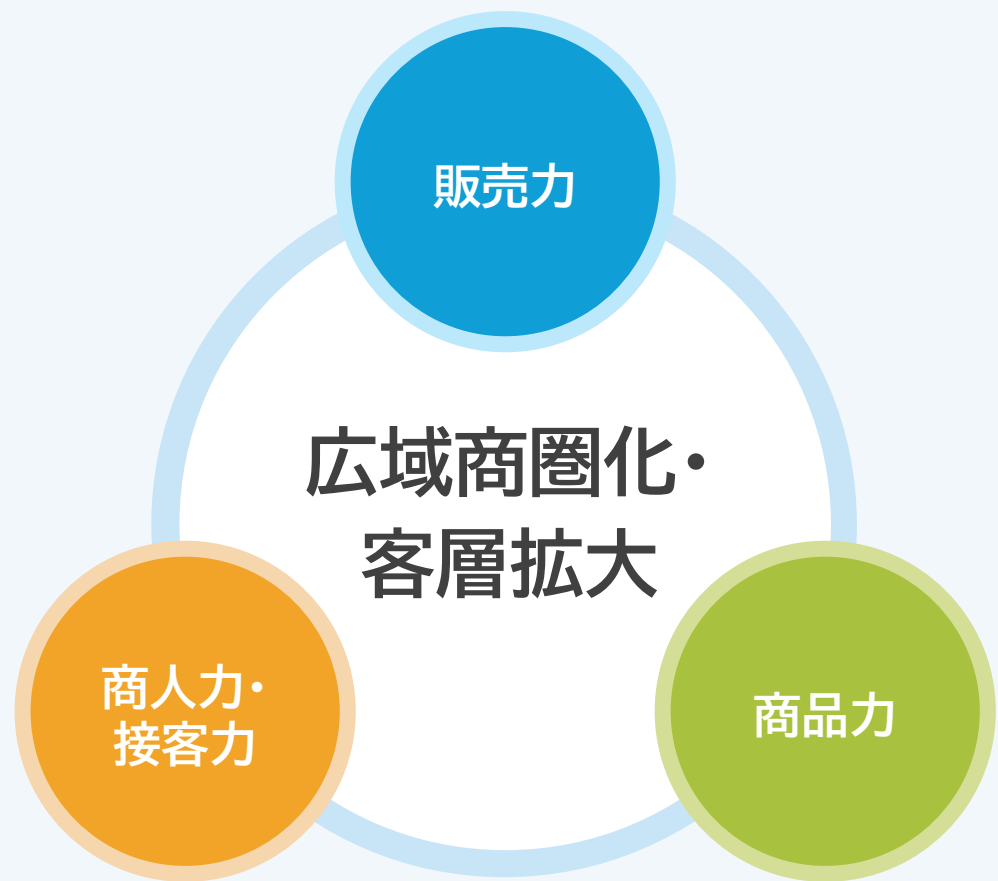 販売力
広域商圏化・
客層拡大
商人力・
接客力
商品力